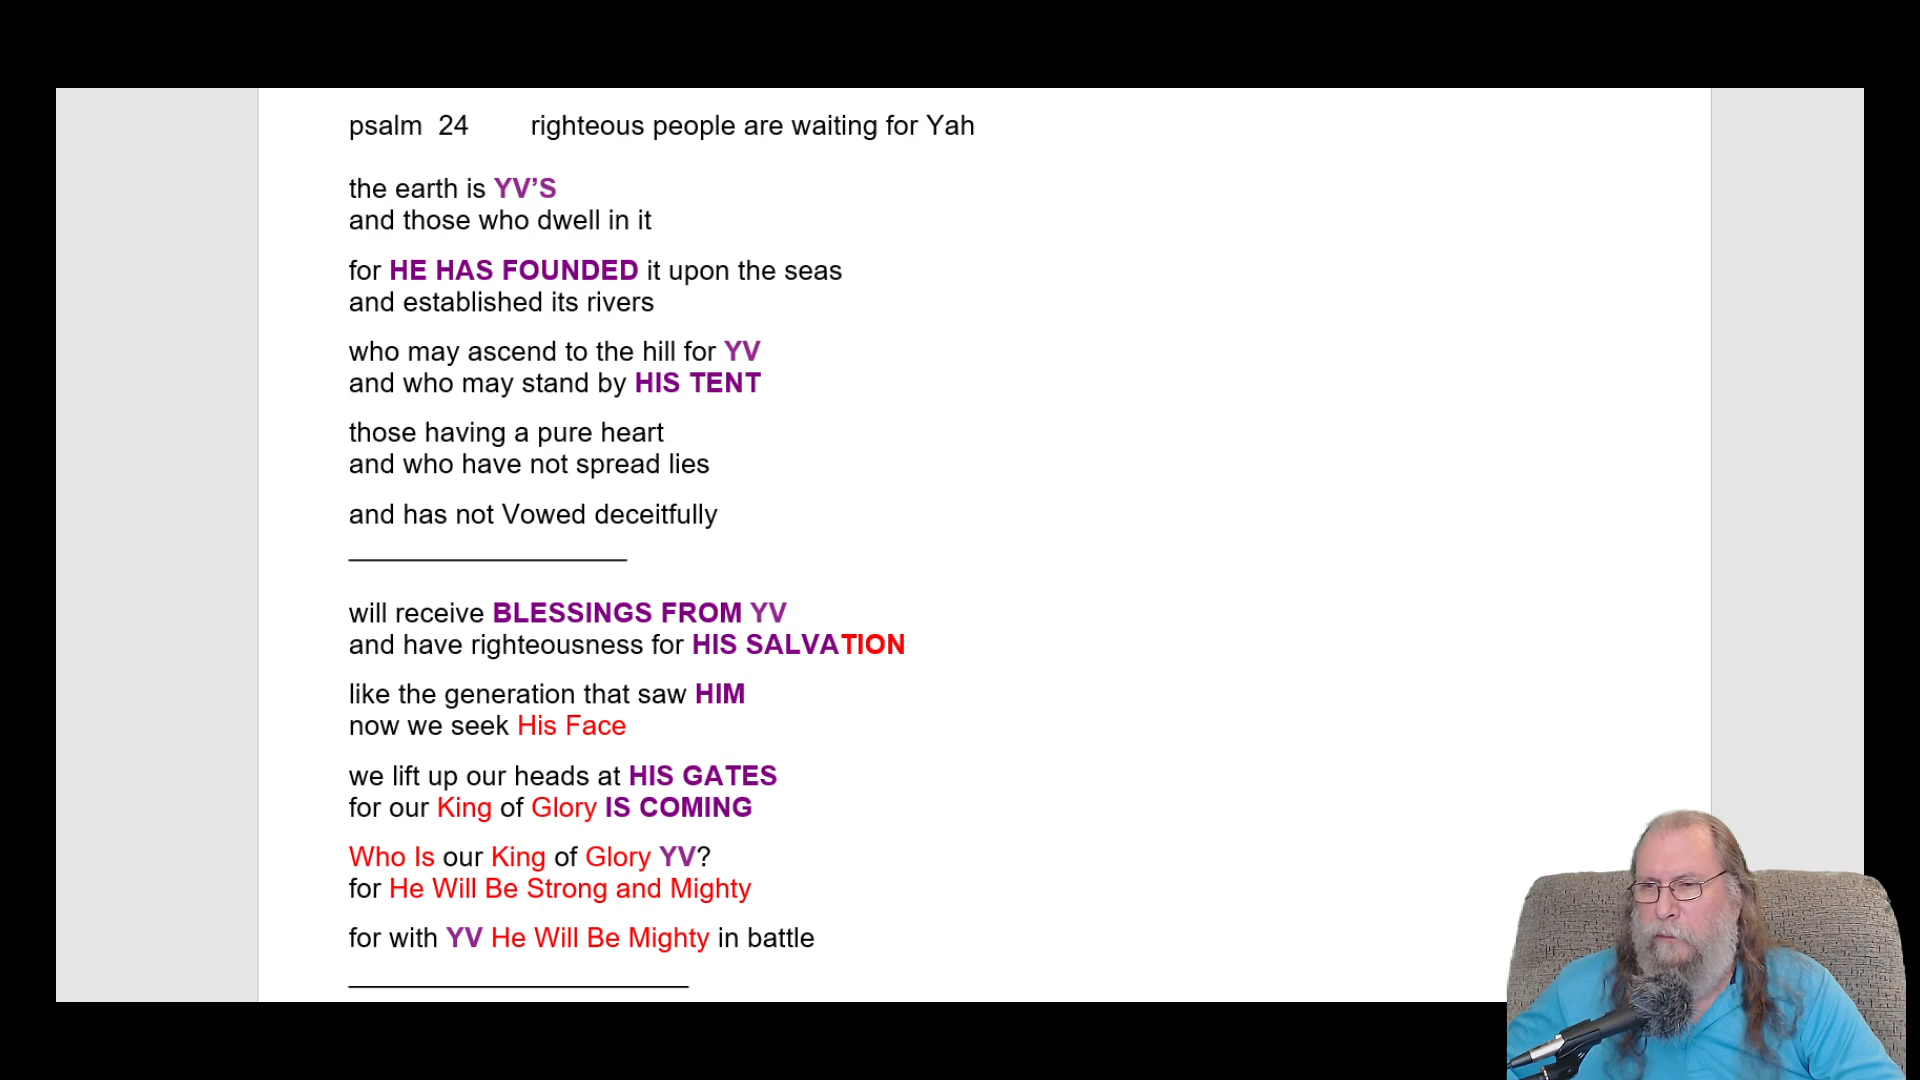 psalm 24 righteous people are waiting for Yah
the earth is YV'S
and those who dwell in it
for HE HAS FOUNDED it upon the seas
and established its rivers
who may ascend to the hill for YV
and who may stand by HIS TENT
those having a pure heart
and who have not spread lies
and has not Vowed deceitfully
will receive BLESSINGS FROM YV
and have righteousness for HIS SALVATION
like the generation that saw HIM
now we seek His Face
we lift up our heads at HIS GATES
for our King of Glory IS COMING
Who Is our King of Glory YV?
for He Will Be Strong and Mighty
for with YV He Will Be Mighty in battle